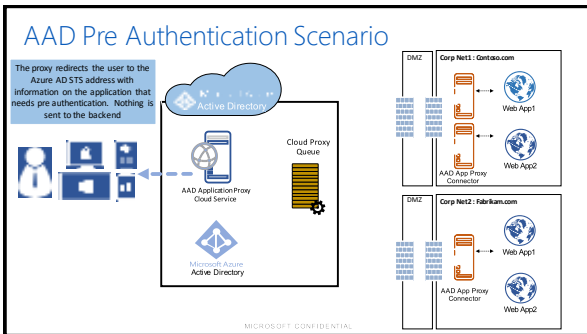 AAD Pre Authentication Scenario
The proxy redirects the user to the
Azure AD STS address with
information on the application that
needs pre authentication. Nothing is
sent to the backend
Active Directory
AAD Application Proxy
Cloud Service
Cloud Proxy
Queue
Microsoft Azure
Active Directory
DMZ
Corp Net1 : Contoso.com
Web App1
Web App2
AAD App Proxy
Connector
DMZ
Corp Net2 : Fabrikam.com
Web App1
AAD App Proxy
Connector
Web App2
MICROSOFT CONFIDENTIAL